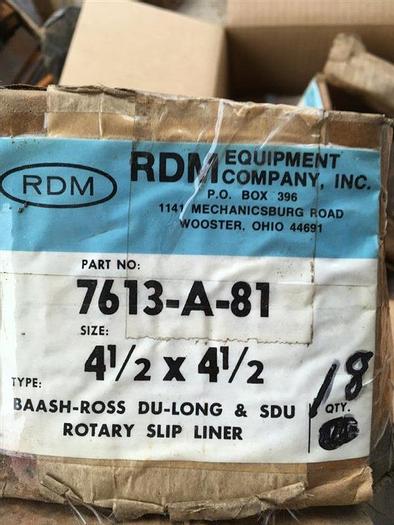 RDM
RDM EQUIPMENT COMPANY, INC.
P.O. BOX 396
1141 MECHANICSBURG ROAD
WOOSTER, OHIO 44691
PART NO:
7613-A-81
SIZE:
4 1/2 x 4 1/2
TYPE:
BAASH-ROSS DU-LONG & SDU
ROTARY SLIP LINER
QTY.
18